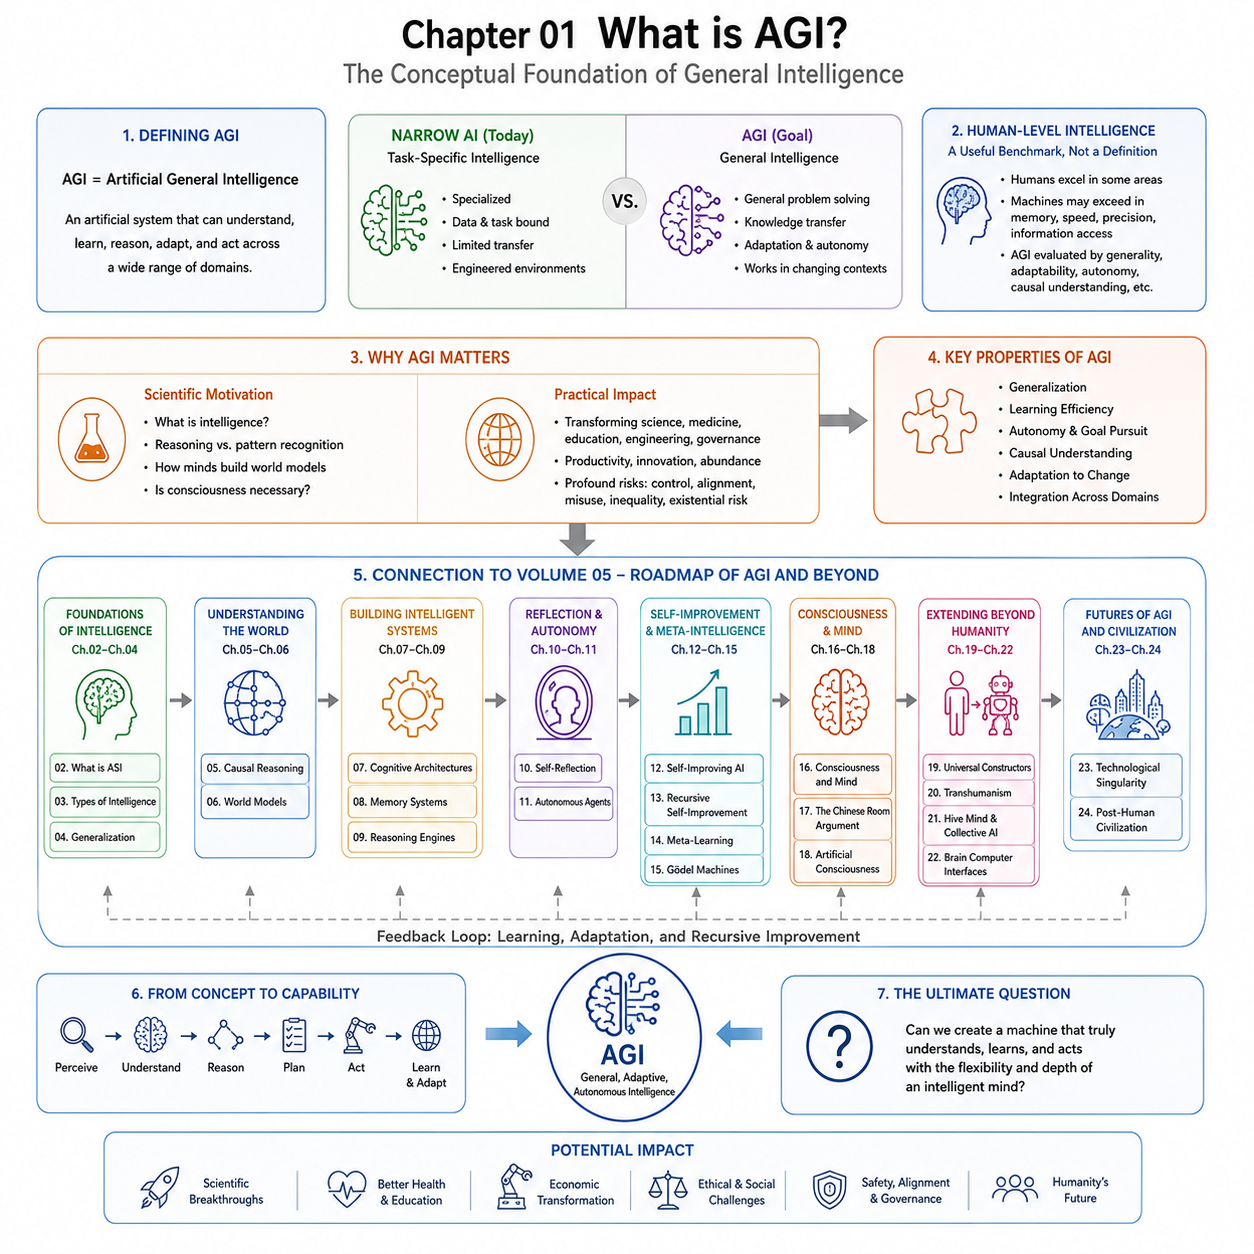 Chapter 01 What is AGI?
The Conceptual Foundation of General Intelligence
1. DEFINING AGI
AGI = Artificial General Intelligence
An artificial system that can understand,
learn, reason, adapt, and act across
a wide range of domains.
NARROW AI (Today)
Task-Specific Intelligence
• Specialized
• Data & task bound
• Limited transfer
• Engineered environments
VS.
AGI (Goal)
General Intelligence
• General problem solving
• Knowledge transfer
• Adaptation & autonomy
• Works in changing contexts
2. HUMAN-LEVEL INTELLIGENCE
A Useful Benchmark, Not a Definition
• Humans excel in some areas
• Machines may exceed in
memory, speed, precision,
information access
• AGI evaluated by generality,
adaptability, autonomy,
causal understanding, etc.
3. WHY AGI MATTERS
Scientific Motivation
• What is intelligence?
• Reasoning vs. pattern recognition
• How minds build world models
• Is consciousness necessary?
Practical Impact
• Transforming science, medicine,
education, engineering, governance
• Productivity, innovation, abundance
• Profound risks: control, alignment,
misuse, inequality, existential risk
4. KEY PROPERTIES OF AGI
• Generalization
• Learning Efficiency
• Autonomy & Goal Pursuit
• Causal Understanding
• Adaptation to Change
• Integration Across Domains
5. CONNECTION TO VOLUME 05 – ROADMAP OF AGI AND BEYOND
FOUNDATIONS
OF INTELLIGENCE
Ch.02–Ch.04
02. What is ASI
03. Types of Intelligence
04. Generalization
UNDERSTANDING
THE WORLD
Ch.05–Ch.06
05. Causal Reasoning
06. World Models
BUILDING INTELLIGENT
SYSTEMS
Ch.07–Ch.09
07. Cognitive Architectures
08. Memory Systems
09. Reasoning Engines
REFLECTION &
AUTONOMY
Ch.10–Ch.11
10. Self-Reflection
11. Autonomous Agents
SELF-IMPROVEMENT
& META-INTELLIGENCE
Ch.12–Ch.15
12. Self-Improving AI
13. Recursive
Self-Improvement
14. Meta-Learning
15. Gödel Machines
CONSCIOUSNESS
& MIND
Ch.16–Ch.18
16. Consciousness
and Mind
17. The Chinese Room
Argument
18. Artificial
Consciousness
EXTENDING BEYOND
HUMANITY
Ch.19–Ch.22
19. Universal Constructors
20. Transhumanism
21. Hive Mind &
Collective AI
22. Brain Computer
Interfaces
FUTURES OF AGI
AND CIVILIZATION
Ch.23–Ch.24
23. Technological
Singularity
24. Post-Human
Civilization
Feedback Loop: Learning, Adaptation, and Recursive Improvement
6. FROM CONCEPT TO CAPABILITY
Perceive
Understand
Reason
Plan
Act
Learn
& Adapt
AGI
General, Adaptive,
Autonomous Intelligence
7. THE ULTIMATE QUESTION
?
Can we create a machine that truly
understands, learns, and acts
with the flexibility and depth of
an intelligent mind?
POTENTIAL IMPACT
Scientific
Breakthroughs
Better Health
& Education
Economic
Transformation
Ethical & Social
Challenges
Safety, Alignment
& Governance
Humanity's
Future